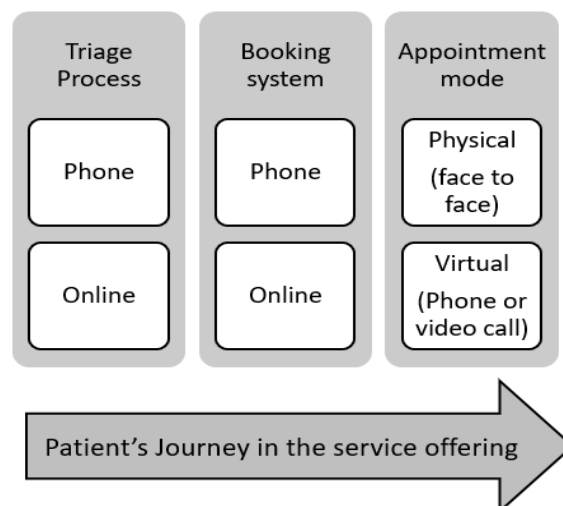 Triage
Process
Phone
Online
Booking
system
Phone
Online
Appointment
mode
Physical
(face to
face)
Virtual
(Phone or
video call)
Patient's Journey in the service offering